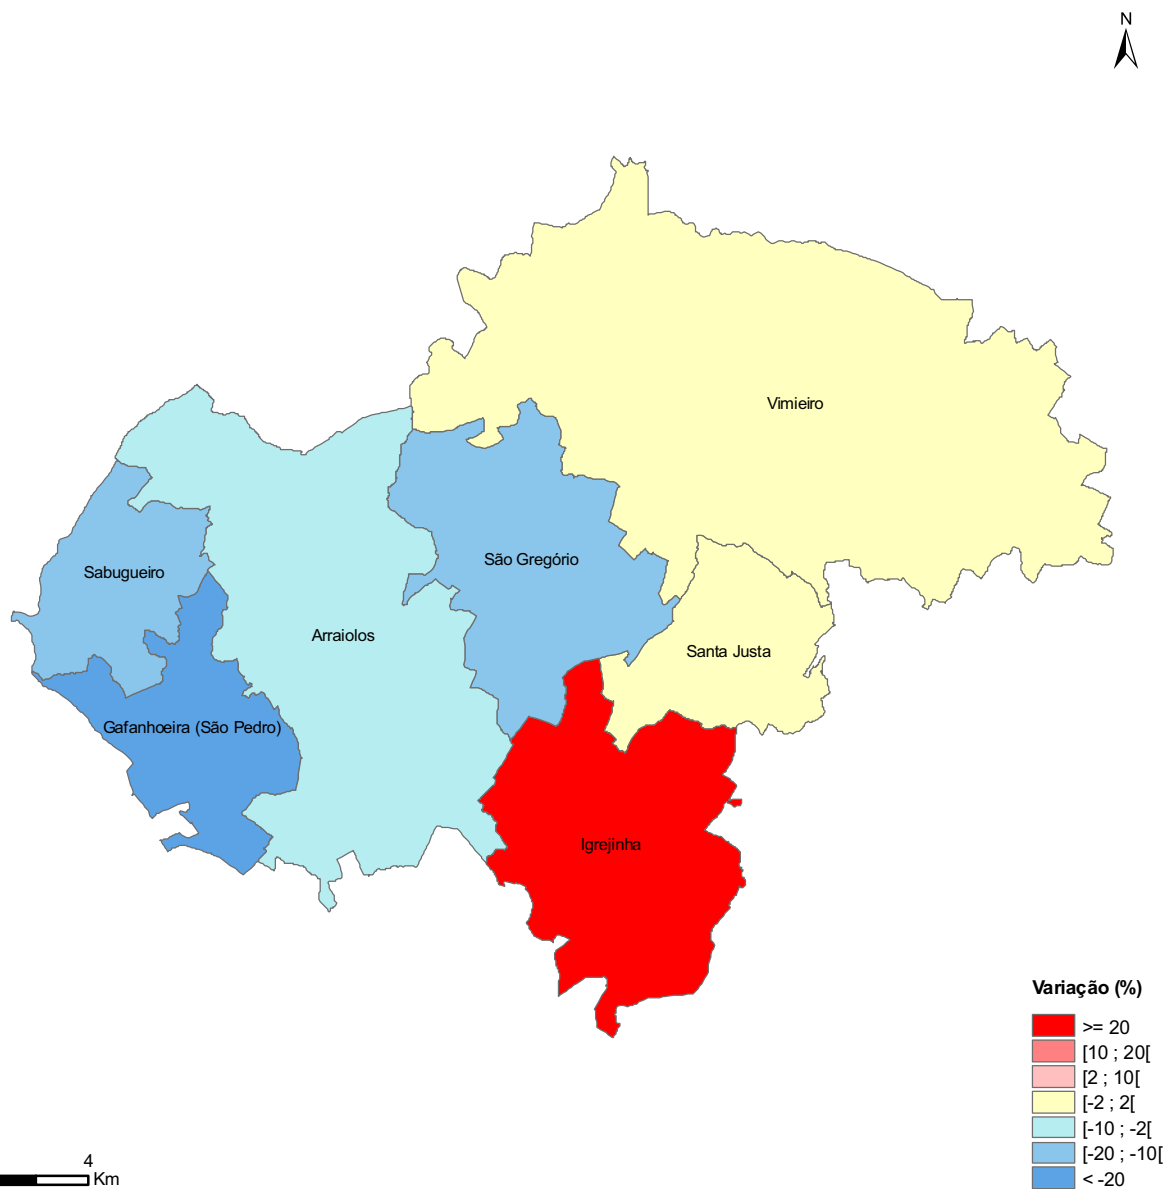 N
Vimieiro
São Gregório
Sabugueiro
Arraiolos
Santa Justa
Gafanhoeira (São Pedro)
Igrejinha
Variação (%)
>= 20
[10 ; 20[
[2 ; 10[
[-2 ; 2[
[-10 ; -2[
[-20 ; -10[
< -20
4
Km